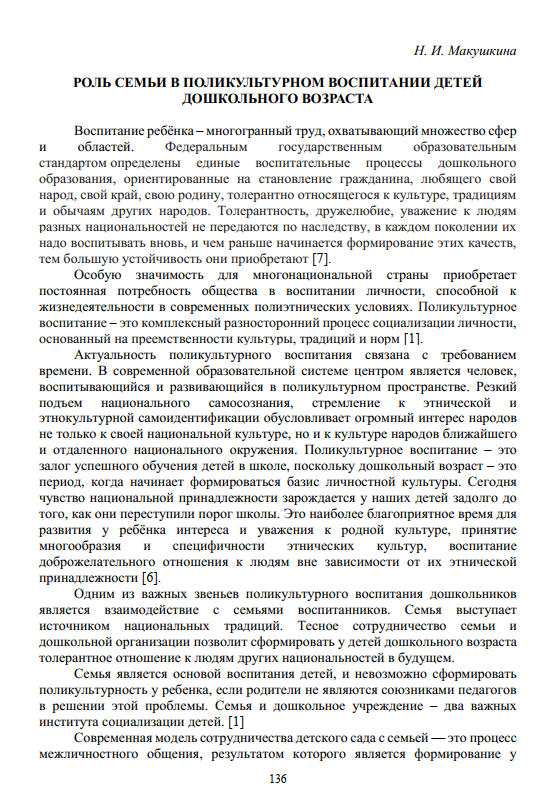 Н. И. Макушкина
РОЛЬ СЕМЬИ В ПОЛИКУЛЬТУРНОМ ВОСПИТАНИИ ДЕТЕЙ
ДОШКОЛЬНОГО ВОЗРАСТА
Воспитание ребёнка – многогранный труд, охватывающий множество сфер
и областей. Федеральным государственным образовательным
стандартом определены единые воспитательные процессы дошкольного
образования, ориентированные на становление гражданина, любящего свой
народ, свой край, свою родину, толерантно относящегося к культуре, традициям
и обычаям других народов. Толерантность, дружелюбие, уважение к людям
разных национальностей не передаются по наследству, в каждом поколении их
надо воспитывать вновь, и чем раньше начинается формирование этих качеств,
тем большую устойчивость они приобретают [7].
Особую значимость для многонациональной страны приобретает
постоянная потребность общества в воспитании личности, способной к
жизнедеятельности в современных полиэтнических условиях. Поликультурное
воспитание – это комплексный разносторонний процесс социализации личности,
основанный на преемственности культуры, традиций и норм [1].
Актуальность поликультурного воспитания связана с требованием
времени. В современной образовательной системе центром является человек,
воспитывающийся и развивающийся в поликультурном пространстве. Резкий
подъем национального самосознания, стремление к этнической и
этнокультурной самоидентификации обусловливает огромный интерес народов
не только к своей национальной культуре, но и к культуре народов ближайшего
и отдаленного национального окружения. Поликультурное воспитание – это
залог успешного обучения детей в школе, поскольку дошкольный возраст – это
период, когда начинает формироваться базис личностной культуры. Сегодня
чувство национальной принадлежности зарождается у наших детей задолго до
того, как они переступили порог школы. Это наиболее благоприятное время для
развития у ребёнка интереса и уважения к родной культуре, принятие
многообразия и специфичности этнических культур, воспитание
доброжелательного отношения к людям вне зависимости от их этнической
принадлежности [6].
Одним из важных звеньев поликультурного воспитания дошкольников
является взаимодействие с семьями воспитанников. Семья выступает
источником национальных традиций. Тесное сотрудничество семьи и
дошкольной организации позволит сформировать у детей дошкольного возраста
толерантное отношение к людям других национальностей в будущем.
Семья является основой воспитания детей, и невозможно сформировать
поликультурность у ребенка, если родители не являются союзниками педагогов
в решении этой проблемы. Семья и дошкольное учреждение - два важных
института социализации детей. [1]
Современная модель сотрудничества детского сада с семьей — это процесс
межличностного общения, результатом которого является формирование у
136